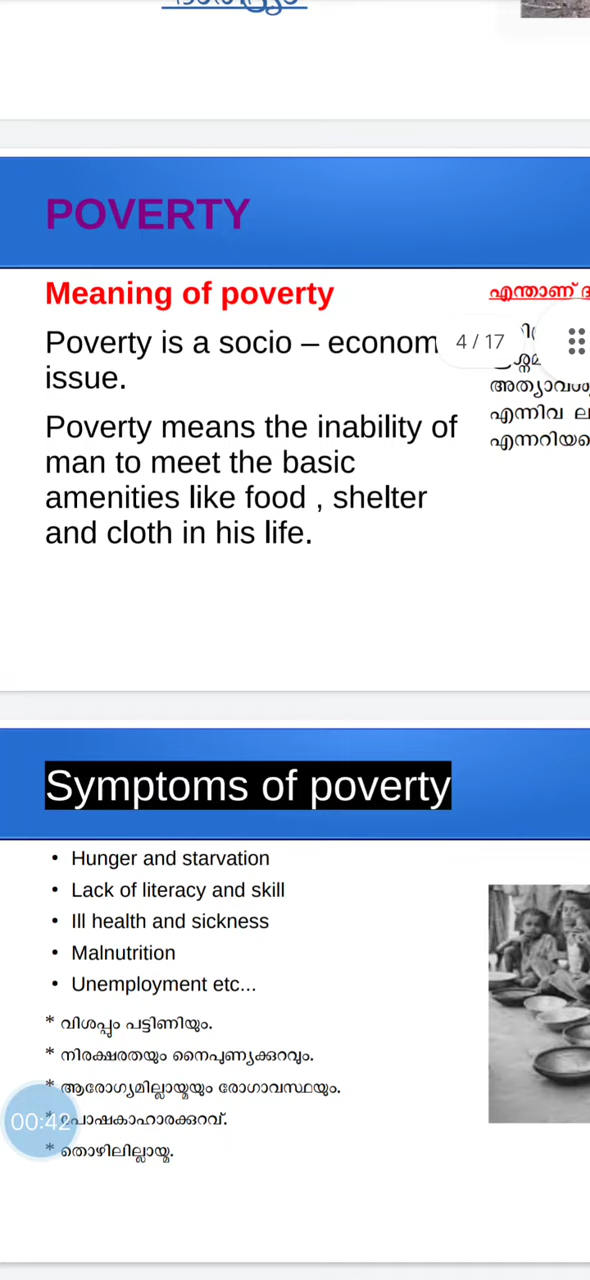 POVERTY
Meaning of poverty
എന്താണ്
Poverty is a socio – econom
4 / 17
issue.
അത്യാവശ്യ
Poverty means the inability of
എന്നിവ
man to meet the basic
amenities like food , shelter
and cloth in his life.
Symptoms of poverty
• Hunger and starvation
• Lack of literacy and skill
• Ill health and sickness
• Malnutrition
• Unemployment etc...
* വിശപ്പും പട്ടിണിയും.
* നിരക്ഷരതയും നൈപുണ്യക്കുറവും.
* ആരോഗ്യമില്ലായ്മയും രോഗാവസ്ഥയും.
00:42
* പോഷകാഹാരക്കുറവ്.
* തൊഴിലില്ലായ്മ.